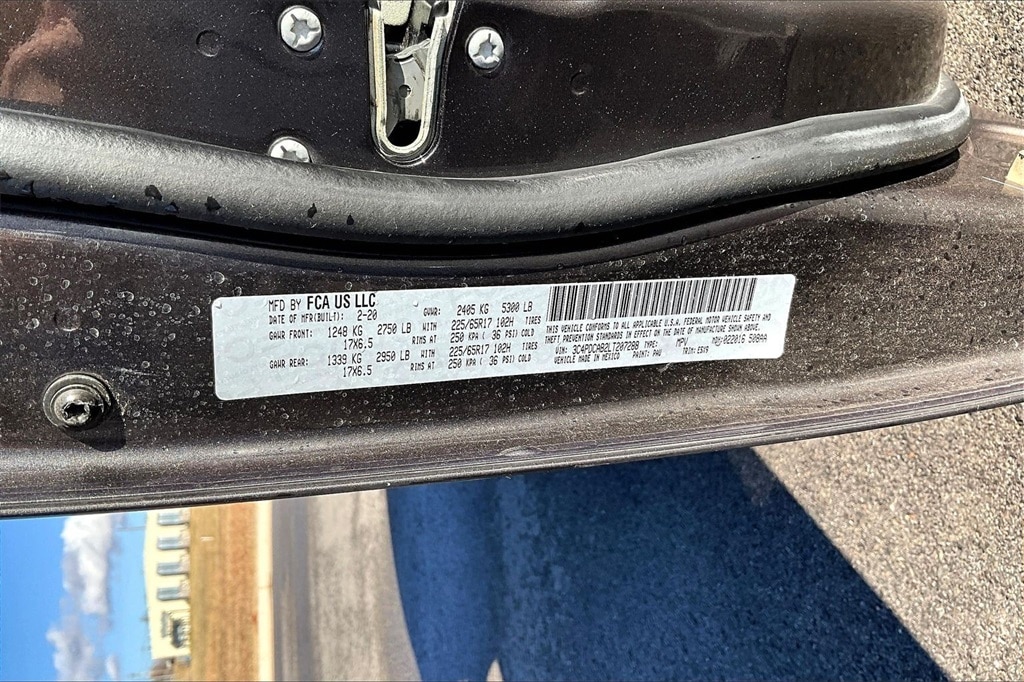 MFD BY FCA US LLC
DATE OF MFR(BUILT): 2-20 GVWR: 2405 KG 5300 LB
GAWR FRONT: 1248 KG 2750 LB WITH 225/65R17 102H TIRES
17X6.5 RIMS AT 250 KPA ( 36 PSI) COLD
GAWR REAR: 1339 KG 2950 LB WITH 225/65R17 102H TIRES
17X6.5 RIMS AT 250 KPA ( 36 PSI) COLD
THIS VEHICLE CONFORMS TO ALL APPLICABLE U.S.A. FEDERAL MOTOR VEHICLE SAFETY AND
THEFT PREVENTION STANDARDS IN EFFECT ON THE DATE OF MANUFACTURE SHOWN ABOVE.
VIN: 3C4PDCAB2LT207288 TYPE: MPV MDH:022016 508AA
VEHICLE MADE IN MEXICO PAINT: PAU TRIM: E5X9